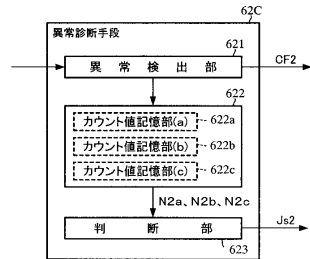 62C
異常診断手段
621
異常検出部
CF2
622
カウント値記憶部(a)
622a
カウント値記憶部(b)
622b
カウント値記憶部(c)
622c
N2a、N2b、N2c
判断部
Js2
623